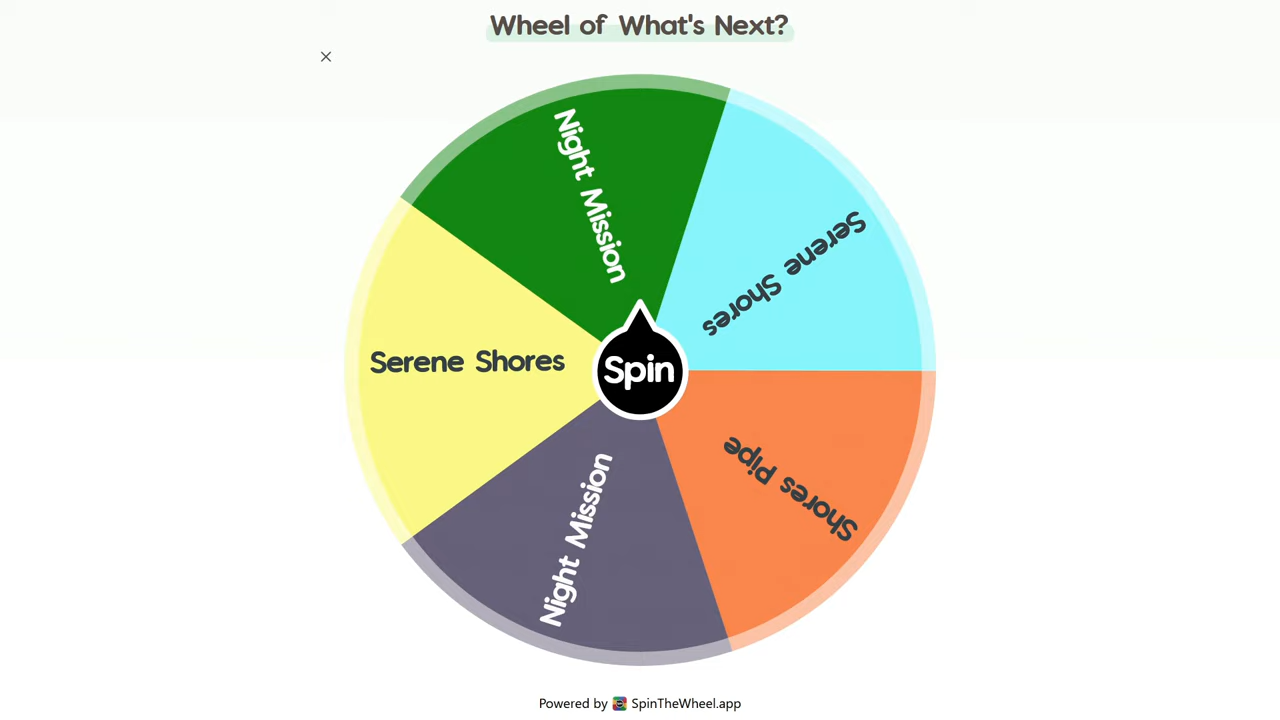 Wheel of What's Next?
Night Mission
Serene Shores
Serene Shores
Spin
Shores Pipe
Night Mission
Powered by SpinTheWheel.app